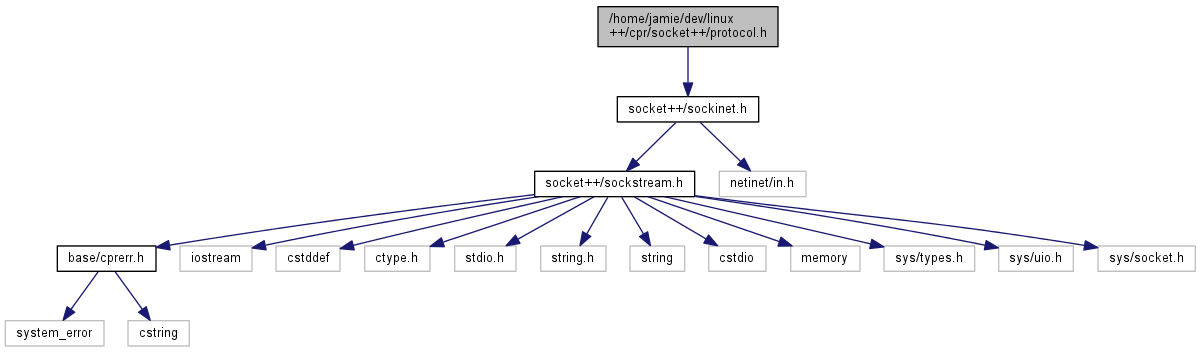 /home/jamie/dev/linux
++/cpr/socket++/protocol.h
socket++/sockinet.h
socket++/sockstream.h
netinet/in.h
base/cprerr.h
iostream
cstddef
ctype.h
stdio.h
string.h
string
cstdio
memory
sys/types.h
sys/uio.h
sys/socket.h
system_error
cstring